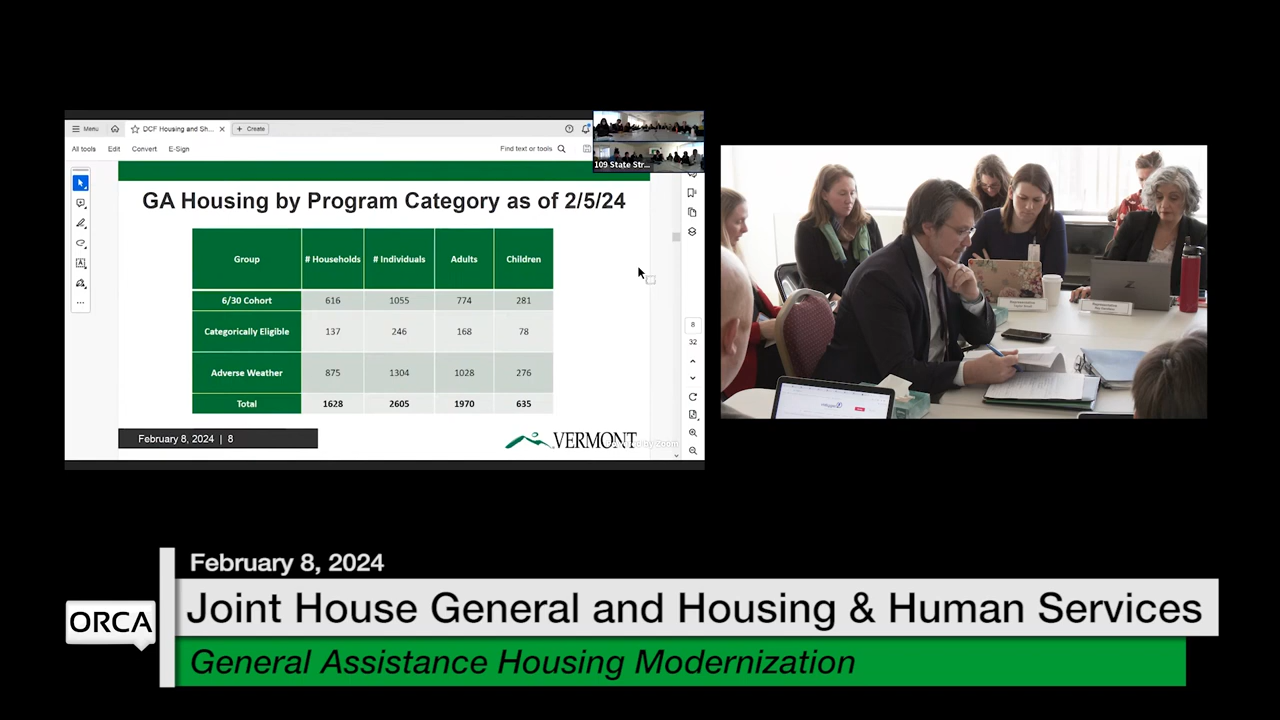 Menu
DCF Housing and Sh...
Create
All tools
Edit
Convert
E-Sign
Find text or tools
109 State Str...
GA Housing by Program Category as of 2/5/24
Group # Households # Individuals Adults Children
6/30 Cohort 616 1055 774 281
Categorically Eligible 137 246 168 78
Adverse Weather 875 1304 1028 276
Total 1628 2605 1970 635
8
32
February 8, 2024 | 8
VERMONT
February 8, 2024
ORCA
Joint House General and Housing & Human Services
General Assistance Housing Modernization